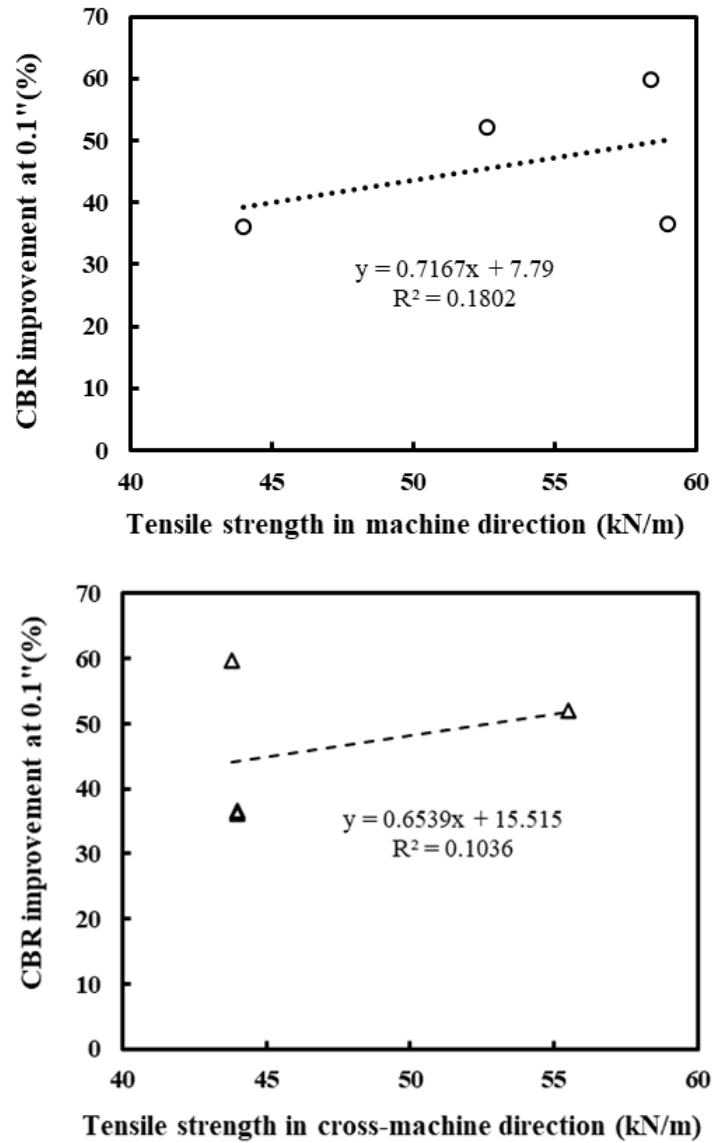 CBR improvement at 0.1"(%)
70
60
50
40
30
20
10
0
y = 0.7167x + 7.79
R² = 0.1802
40 45 50 55 60
Tensile strength in machine direction (kN/m)
CBR improvement at 0.1"(%)
70
60
50
40
30
20
10
0
y = 0.6539x + 15.515
R² = 0.1036
40 45 50 55 60
Tensile strength in cross-machine direction (kN/m)